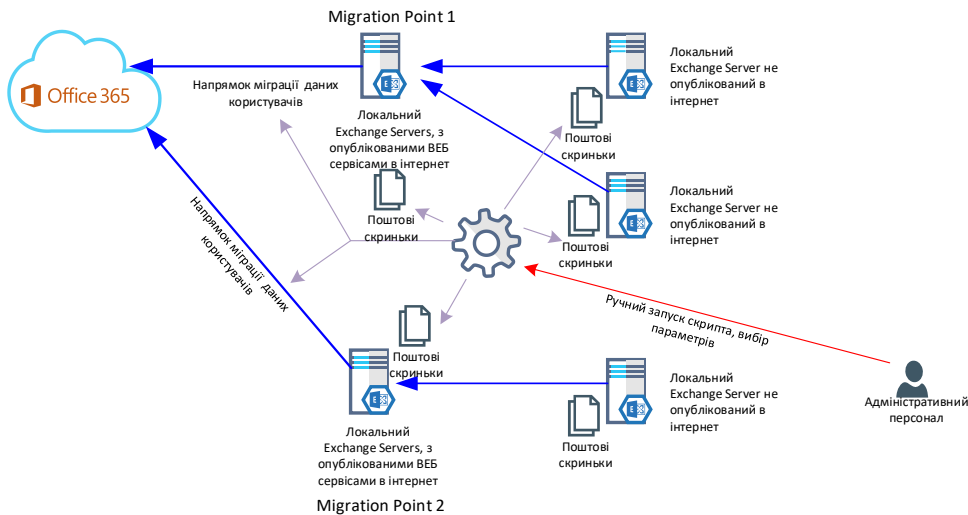 Migration Point 1
Office 365
Напрямок міграції даних
користувачів
Локальний
Exchange Servers, з
опублікованими ВЕБ
сервісами в інтернет
Локальний
Exchange Server не
опублікований в
інтернет
Поштові
скриньки
Поштові
скриньки
Локальний
Exchange Server не
опублікований в
інтернет
Поштові
скриньки
Напрямок міграції даних
користувачів
Ручний запуск скрипта, вибір
параметрів
Поштові
скриньки
Локальний
Exchange Server не
опублікований в
інтернет
Поштові
скриньки
Адміністративний
персонал
Локальний
Exchange Servers, з
опублікованими ВЕБ
сервісами в інтернет
Migration Point 2